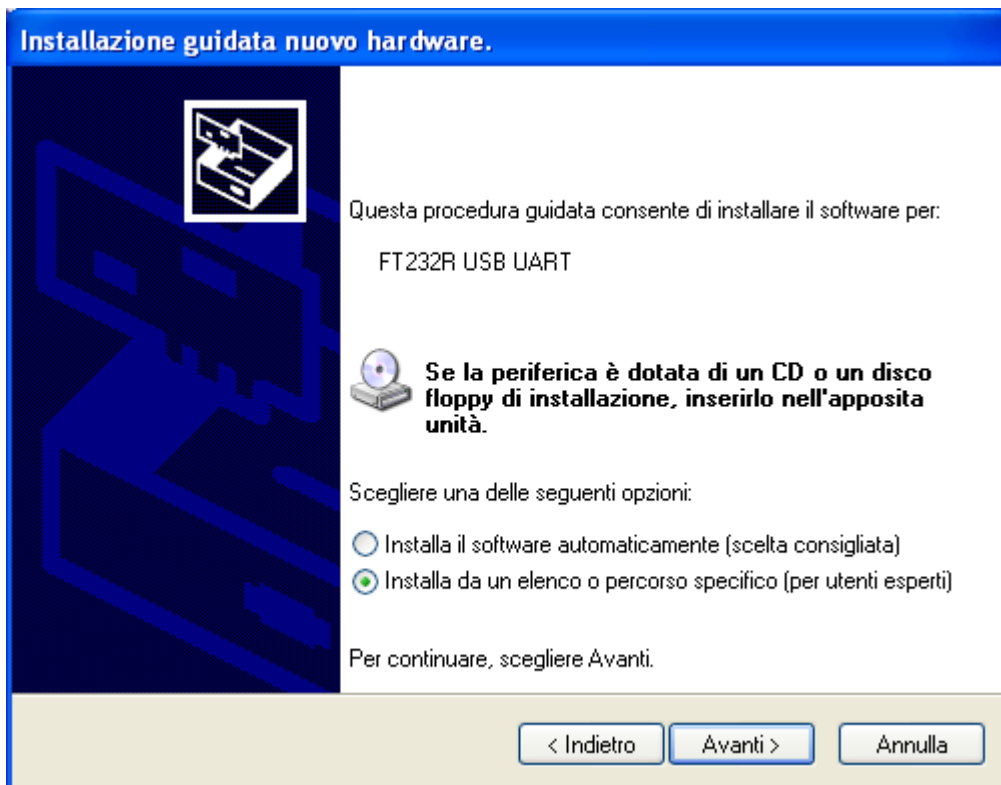 Installazione guidata nuovo hardware.
Questa procedura guidata consente di installare il software per:
FT232R USB UART
Se la periferica è dotata di un CD o un disco
floppy di installazione, inserirlo nell'apposita
unità.
Scegliere una delle seguenti opzioni:
Installa il software automaticamente (scelta consigliata)
Installa da un elenco o percorso specifico (per utenti esperti)
Per continuare, scegliere Avanti.
< Indietro Avanti > Annulla